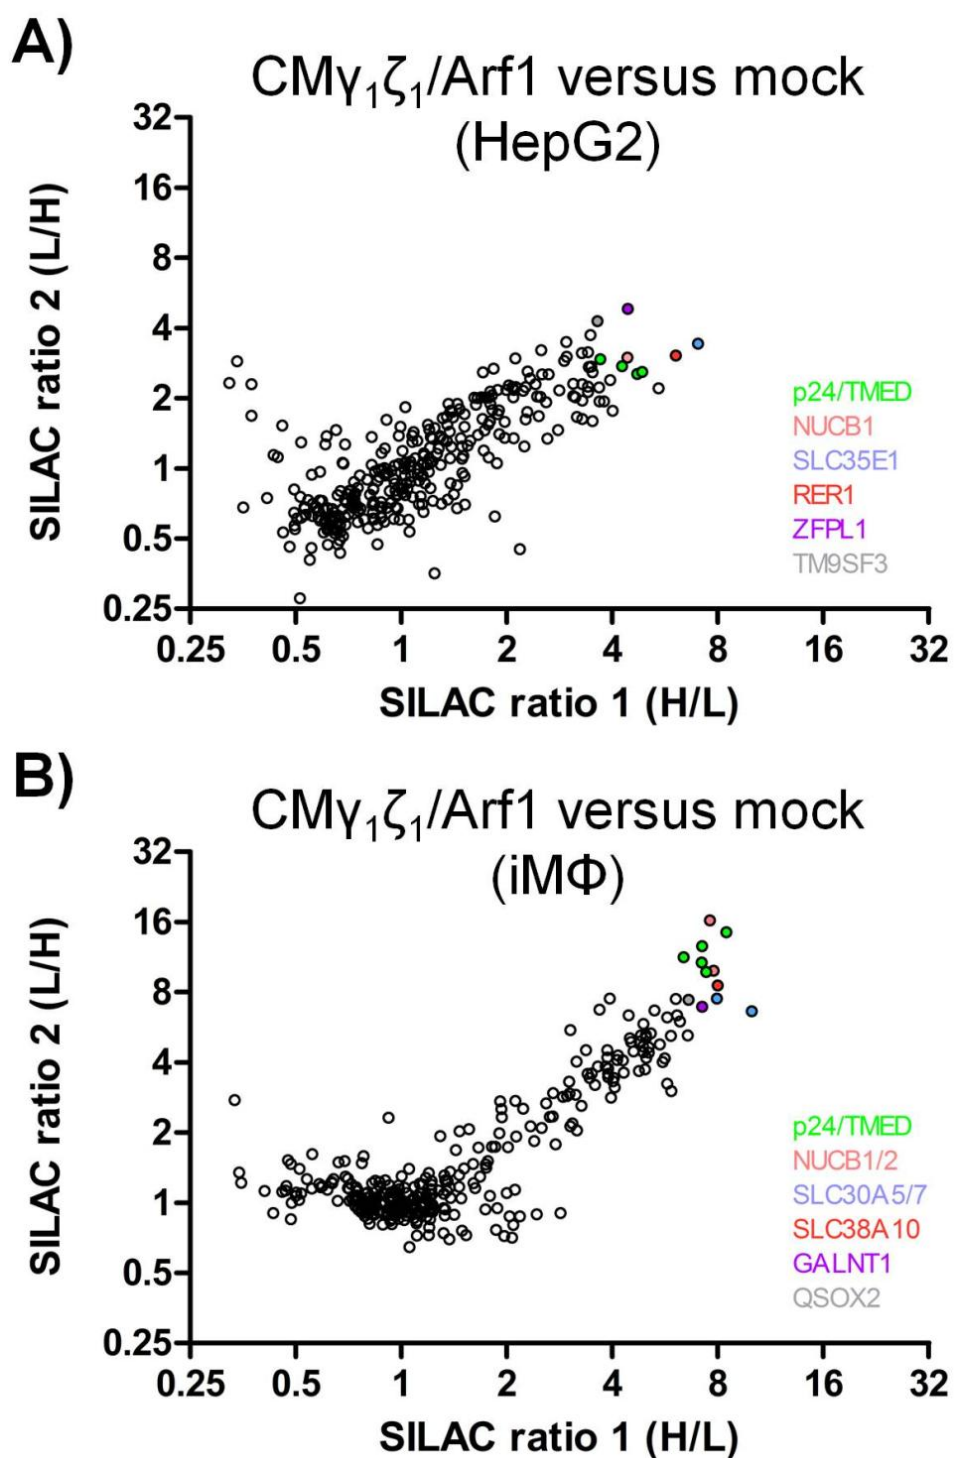 A)
CMγ₁ζ₁/Arf1 versus mock
(HepG2)
32
16
8
4
2
1
0.5
0.25
SILAC ratio 2 (L/H)
p24/TMED
NUCB1
SLC35E1
RER1
ZFPL1
TM9SF3
0.25 0.5 1 2 4 8 16 32
SILAC ratio 1 (H/L)
B)
CMγ₁ζ₁/Arf1 versus mock
(iMΦ)
32
16
8
4
2
1
0.5
0.25
SILAC ratio 2 (L/H)
p24/TMED
NUCB1/2
SLC30A5/7
SLC38A10
GALNT1
QSOX2
0.25 0.5 1 2 4 8 16 32
SILAC ratio 1 (H/L)